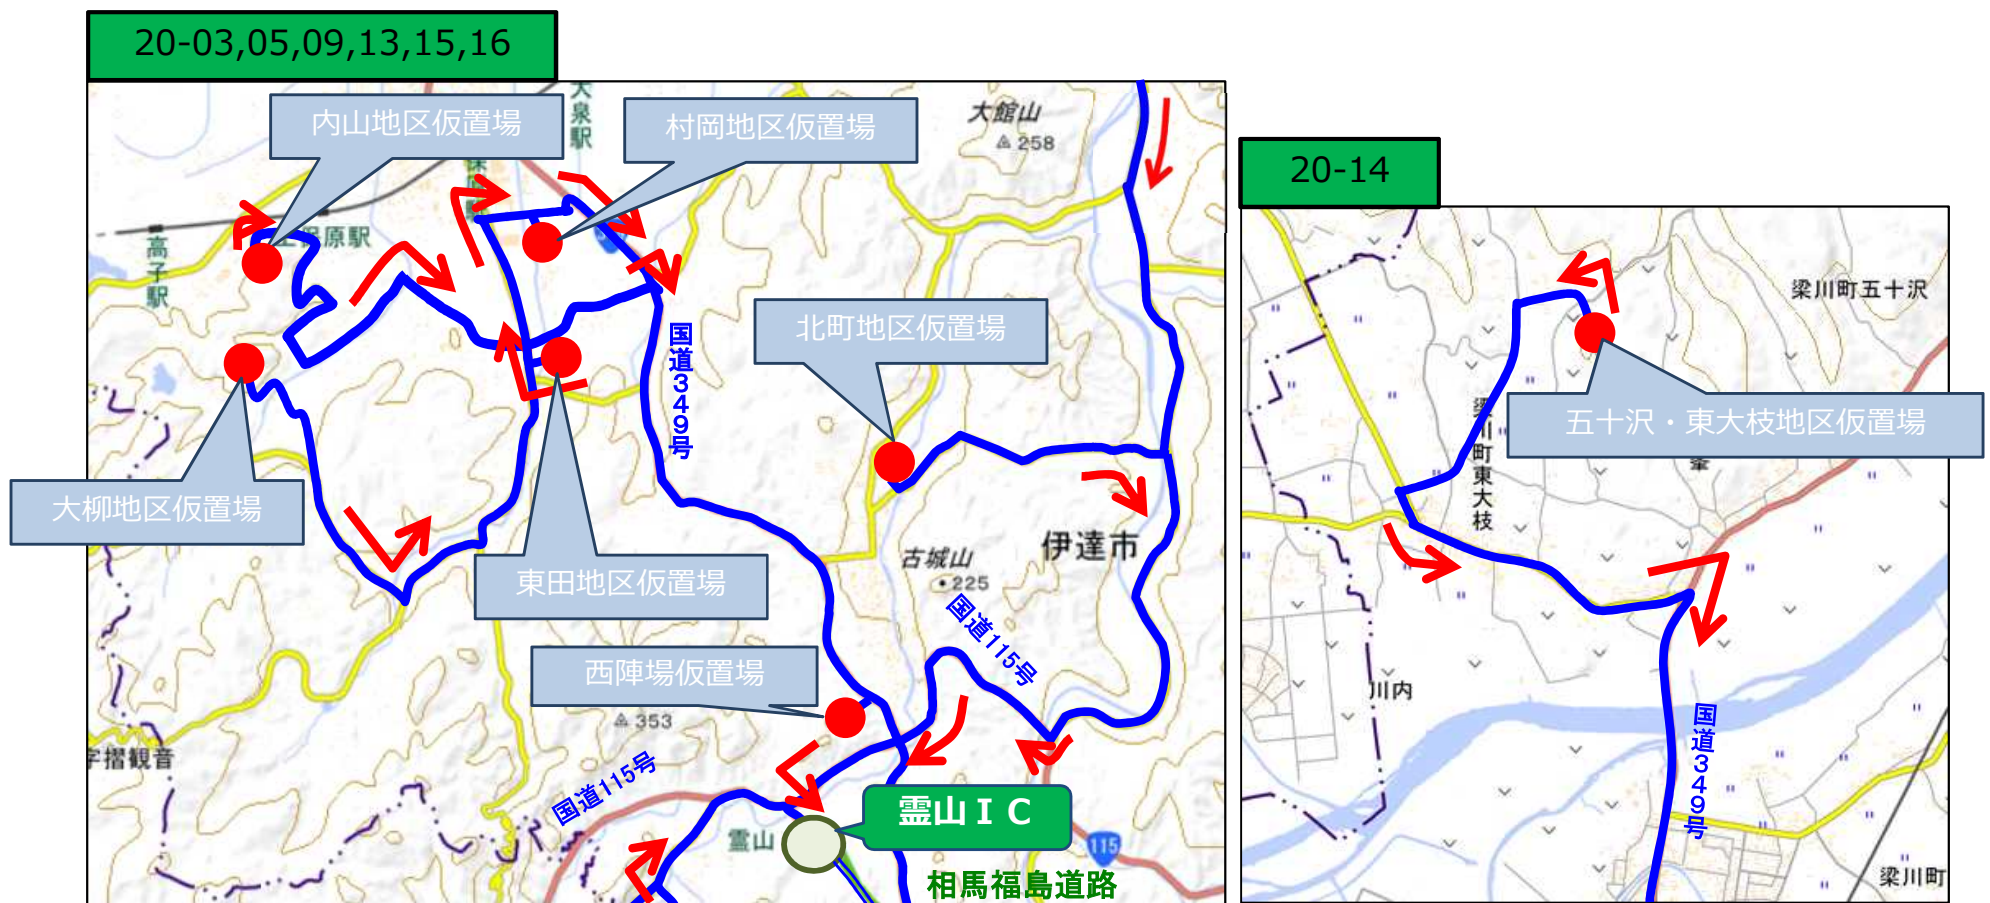 20-03,05,09,13,15,16
内山地区仮置場
大泉駅
村岡地区仮置場
大館山
258
高子駅
上保原駅
北町地区仮置場
国道349号
大柳地区仮置場
東田地区仮置場
伊達市
古城山
225
国道115号
西陣場仮置場
353
字摺観音
国道115号
霊山IC
霊山
115
相馬福島道路
20-14
梁川町五十沢
五十沢・東大枝地区仮置場
梁川町東大枝
川内
国道349号
梁川町